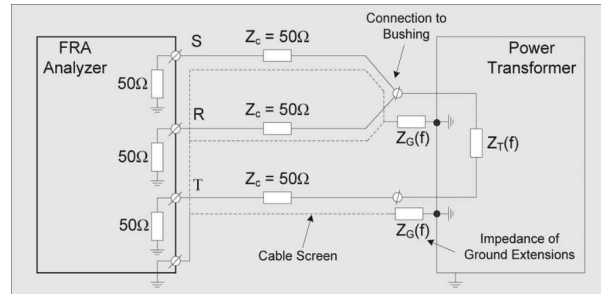 FRA
Analyzer
S
Z_c = 50Ω
Connection to
Bushing
Power
Transformer
50Ω
R
Z_c = 50Ω
Z_G(f)
Z_T(f)
50Ω
T
Z_c = 50Ω
50Ω
Z_G(f)
Cable Screen
Impedance of
Ground Extensions